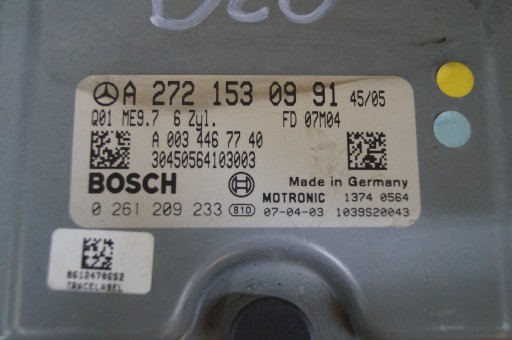 A 272 153 09 91 45/05
Q01 ME9.7 6 Zyl. FD 07M04
A 003 446 77 40
30450564103003
BOSCH Made in Germany
MOTRONIC 1374 0564
0 261 209 233 810 07-04-03 1039S20043
8612478652
TRACELABEL